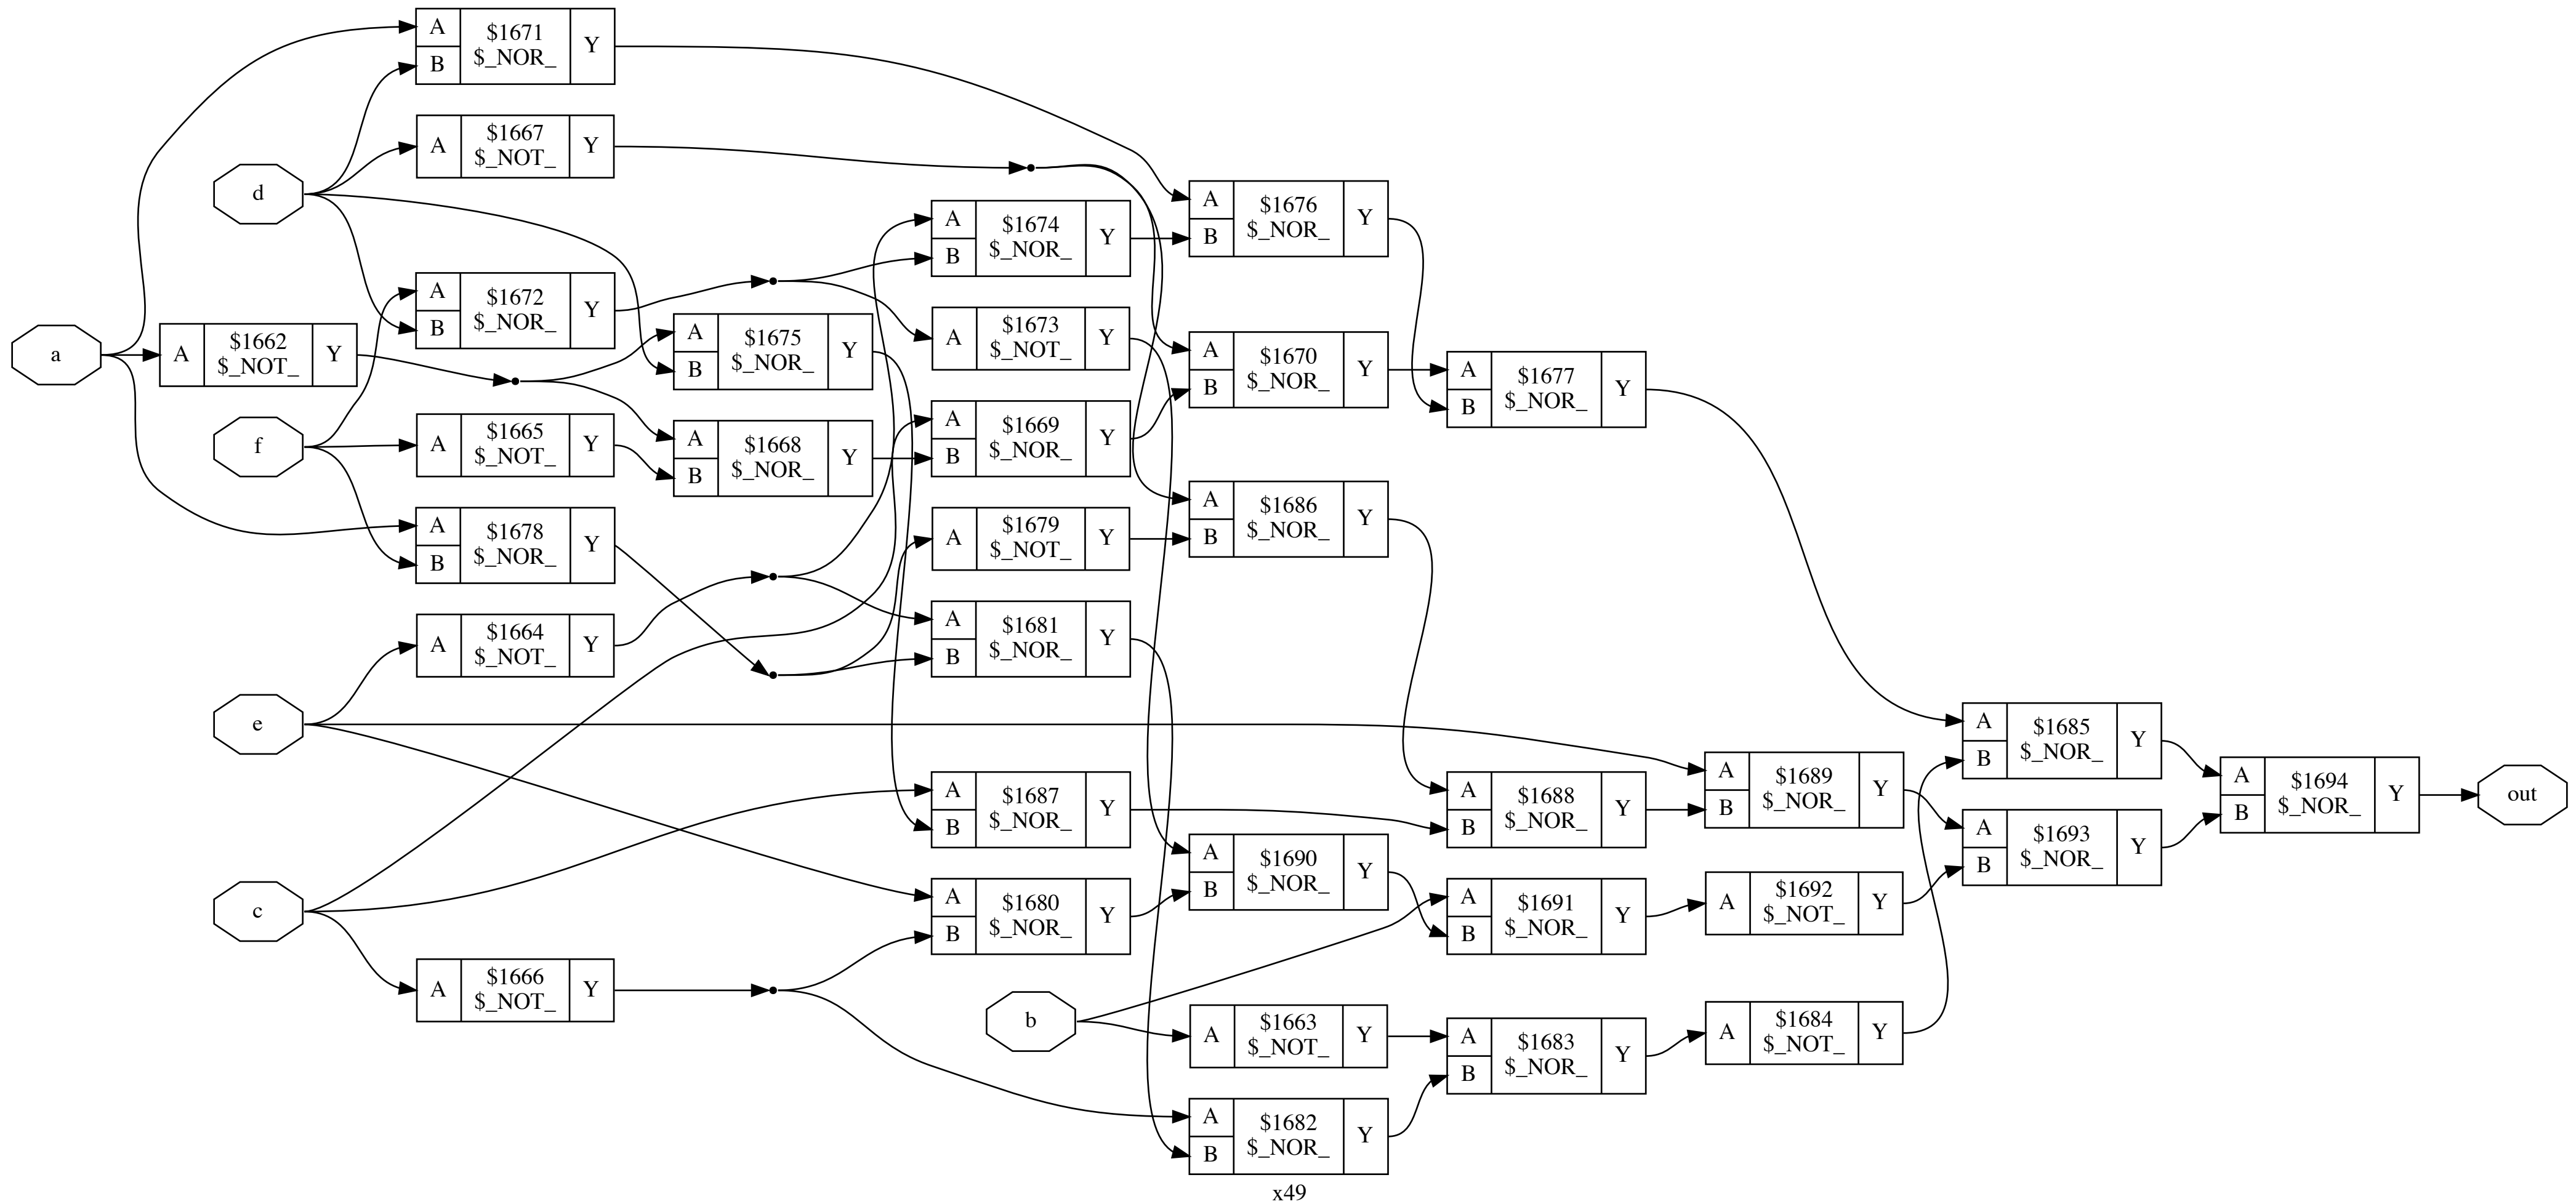 A
B
$1671
$_NOR_
Y
A
$1667
$_NOT_
Y
d
A
B
$1676
$_NOR_
Y
A
B
$1674
$_NOR_
Y
A
B
$1672
$_NOR_
Y
a
A
$1662
$_NOT_
Y
A
B
$1675
$_NOR_
Y
A
$1673
$_NOT_
Y
A
B
$1670
$_NOR_
Y
A
B
$1677
$_NOR_
Y
f
A
$1665
$_NOT_
Y
A
B
$1668
$_NOR_
Y
A
B
$1669
$_NOR_
Y
A
B
$1678
$_NOR_
Y
A
$1679
$_NOT_
Y
A
B
$1686
$_NOR_
Y
A
$1664
$_NOT_
Y
A
B
$1681
$_NOR_
Y
e
A
B
$1685
$_NOR_
Y
A
B
$1687
$_NOR_
Y
A
B
$1688
$_NOR_
Y
A
B
$1689
$_NOR_
Y
A
B
$1694
$_NOR_
Y
out
c
A
B
$1680
$_NOR_
Y
A
B
$1690
$_NOR_
Y
A
B
$1691
$_NOR_
Y
A
$1692
$_NOT_
Y
A
B
$1693
$_NOR_
Y
A
$1666
$_NOT_
Y
b
A
$1663
$_NOT_
Y
A
B
$1683
$_NOR_
Y
A
$1684
$_NOT_
Y
A
B
$1682
$_NOR_
Y
x49